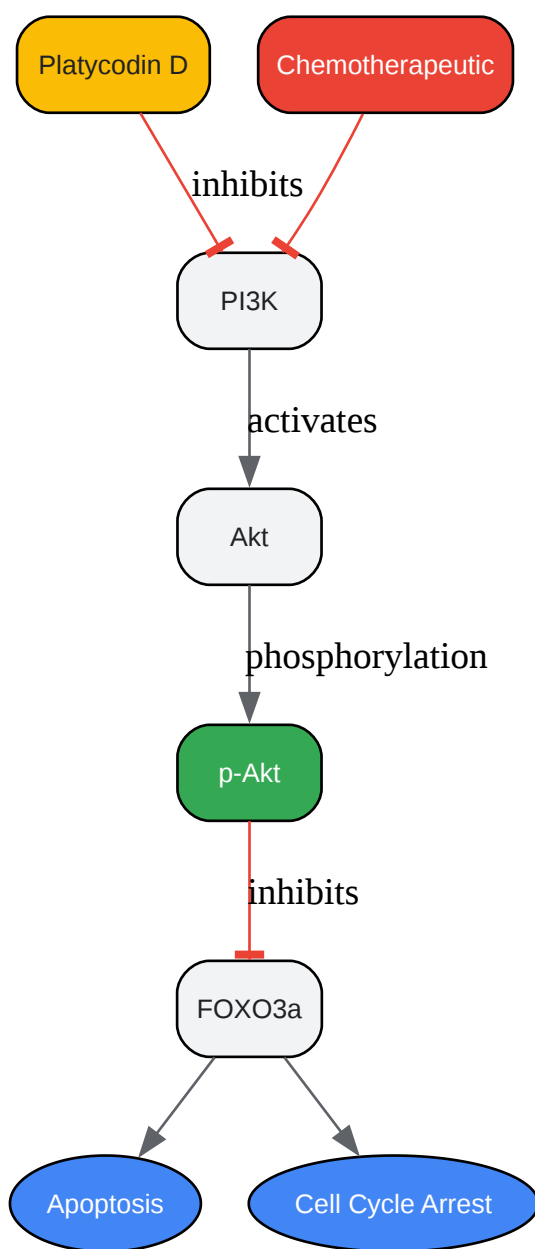 Platycodin D
Chemotherapeutic
inhibits
PI3K
activates
Akt
phosphorylation
p-Akt
inhibits
FOXO3a
Apoptosis
Cell Cycle Arrest